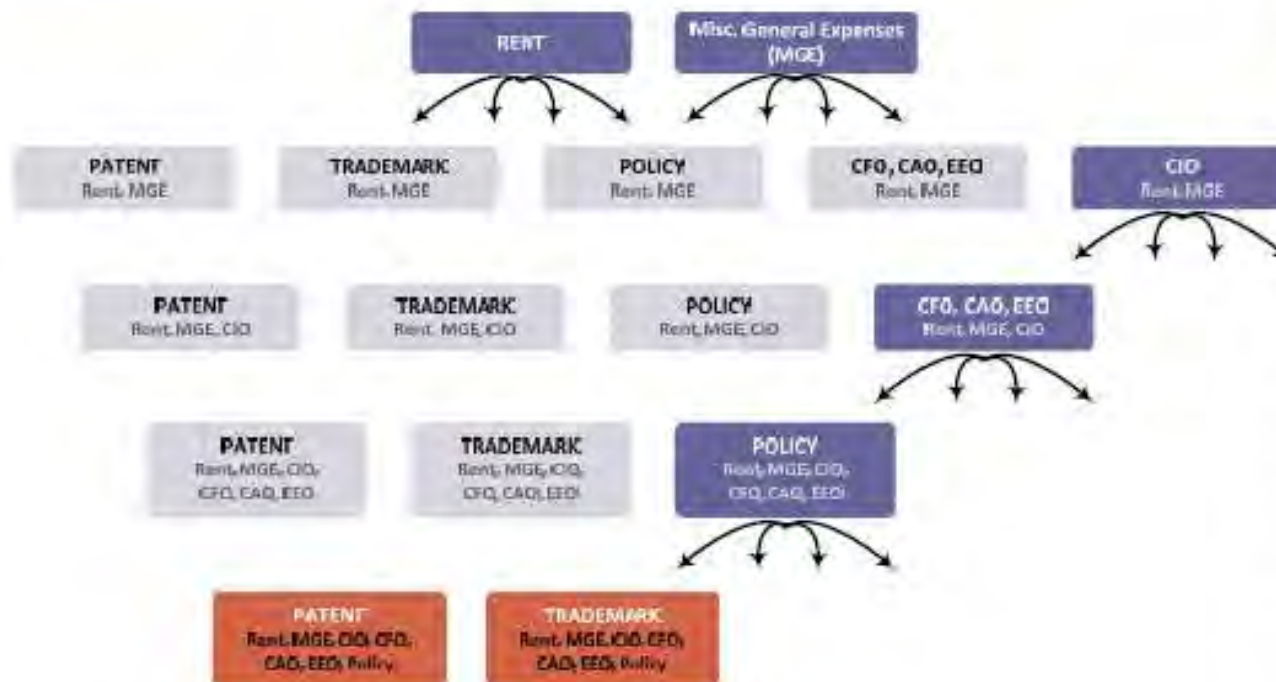 RENT
Misc. General Expenses
(MGE)
PATENT
Rent, MGE
TRADEMARK
Rent, MGE
POLICY
Rent, MGE
CFO, CAO, EEO
Rent, MGE
CIO
Rent, MGE
PATENT
Rent, MGE, CIO
TRADEMARK
Rent, MGE, CIO
POLICY
Rent, MGE, CIO
CFO, CAO, EEO
Rent, MGE, CIO
PATENT
Rent, MGE, CIO,
CFO, CAO, EEO
TRADEMARK
Rent, MGE, CIO,
CFO, CAO, EEO
POLICY
Rent, MGE, CIO,
CFO, CAO, EEO
PATENT
Rent, MGE, CIO, CFO,
CAO, EEO, Policy
TRADEMARK
Rent, MGE, CIO, CFO,
CAO, EEO, Policy